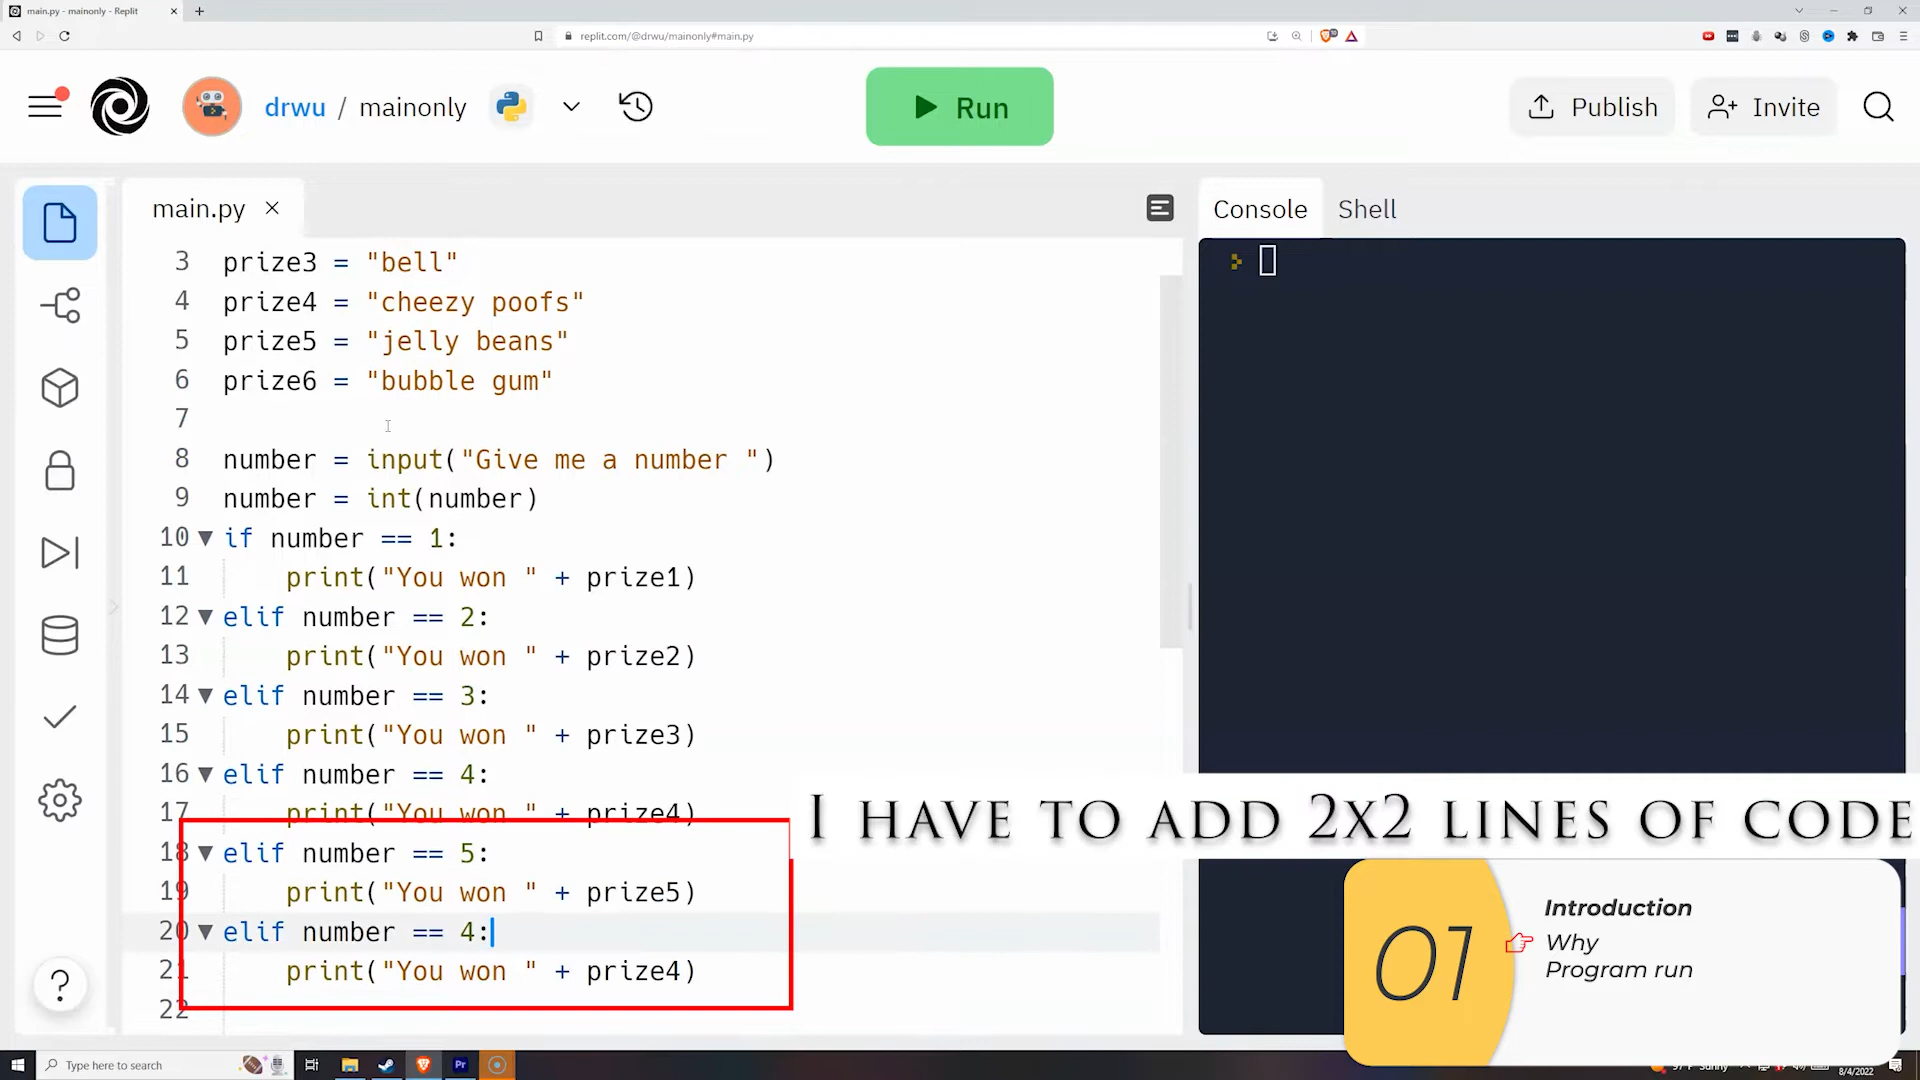 main.py - mainonly - Replit
replit.com/@drwu/mainonly#main.py
drwu / mainonly
Run
Publish
Invite
main.py
Console
Shell
3 prize3 = "bell"
4 prize4 = "cheezy poofs"
5 prize5 = "jelly beans"
6 prize6 = "bubble gum"
7
8 number = input("Give me a number ")
9 number = int(number)
10 if number == 1:
11 print("You won " + prize1)
12 elif number == 2:
13 print("You won " + prize2)
14 elif number == 3:
15 print("You won " + prize3)
16 elif number == 4:
17 print("You won " + prize4)
18 elif number == 5:
19 print("You won " + prize5)
20 elif number == 4:
21 print("You won " + prize4)
22
I have to add 2x2 lines of code
01
Introduction
Why
Program run
?
Type here to search
Pr
8/4/2022